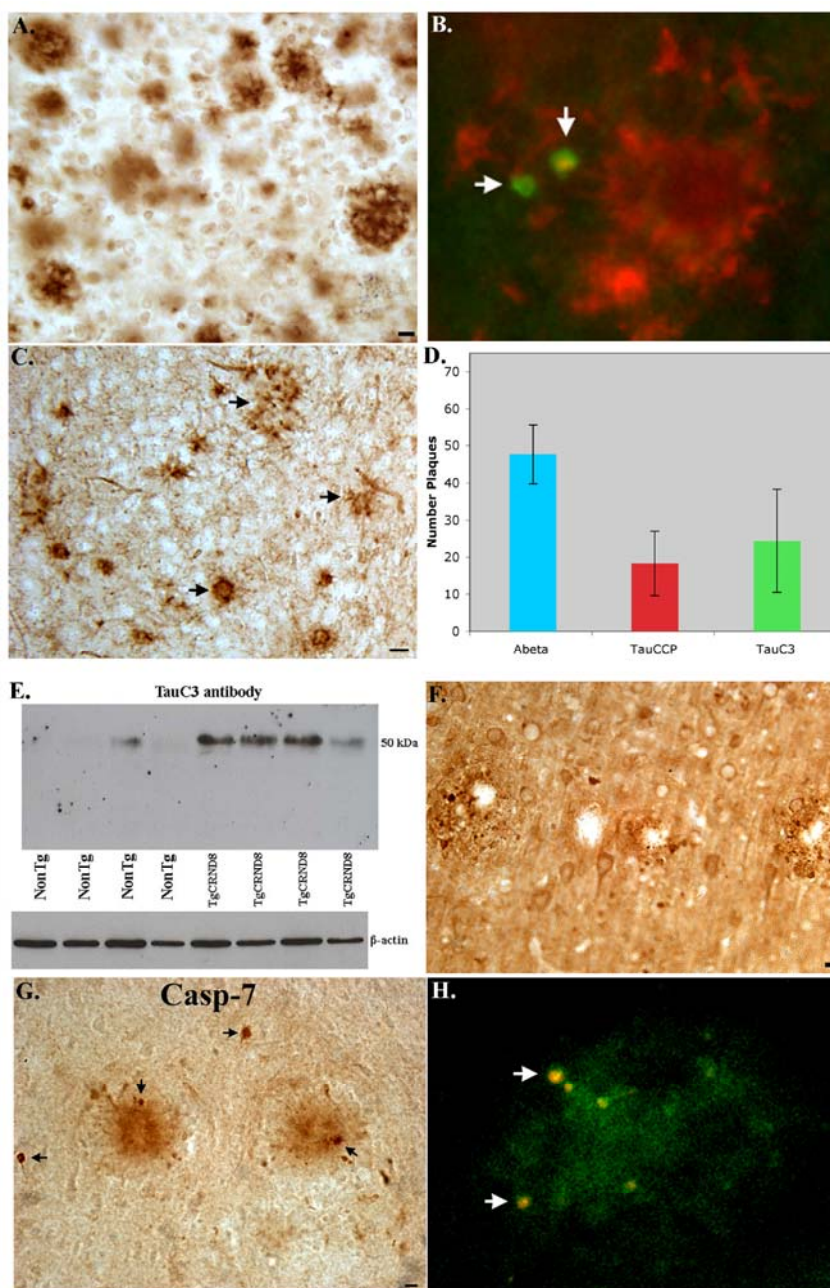 A.
B.
C.
D.
70
60
50
40
30
20
10
0
Number Plaques
Abeta
TauCCP
TauC3
E.
TauC3 antibody
50 kDa
NonTg
NonTg
NonTg
NonTg
TgCRND8
TgCRND8
TgCRND8
TgCRND8
β-actin
F.
G.
Casp-7
H.